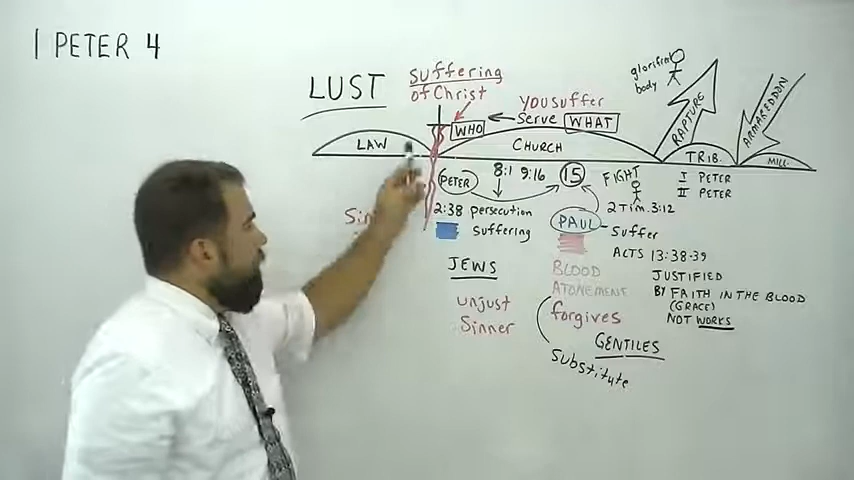 1 PETER 4
LUST
Suffering
of Christ
WHO
You suffer
Serve WHAT
glorified
body
RAPTURE
ARMAGEDDON
LAW
CHURCH
TRIB.
MILL.
PETER
8:1 9:16
15
FIGHT
I PETER
II PETER
2:38 persecution
suffering
PAUL
2 Tim. 3:12
Suffer
ACTS 13:38-39
JEWS
BLOOD
ATONEMENT
JUSTIFIED
BY FAITH IN THE BLOOD
(GRACE)
NOT WORKS
unjust
Sinner
forgives
GENTILES
Substitute